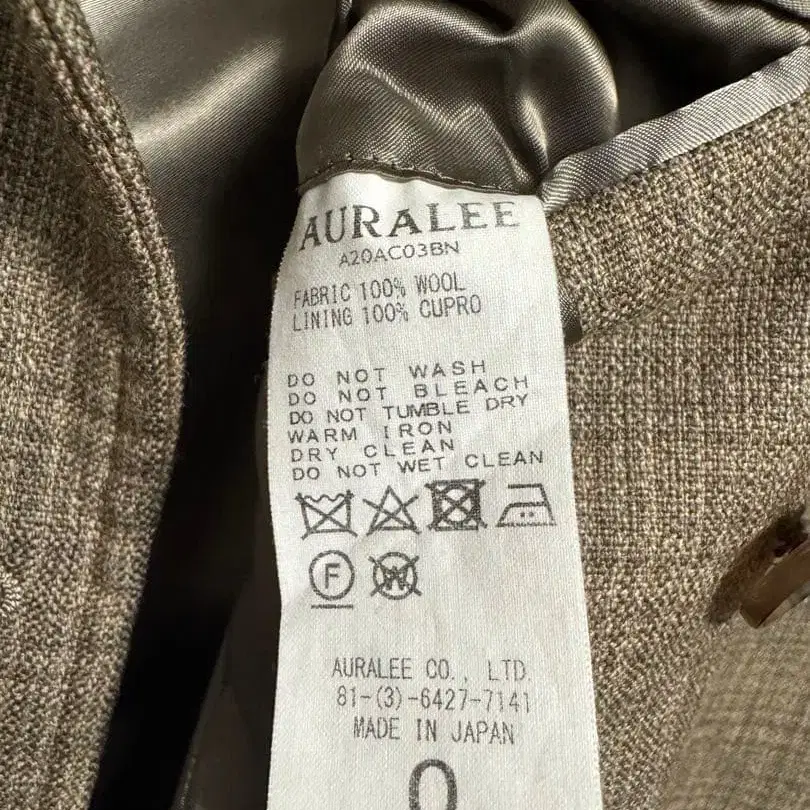 AURALEE
A20AC03BN
FABRIC 100% WOOL
LINING 100% CUPRO
DO NOT WASH
DO NOT BLEACH
DO NOT TUMBLE DRY
WARM IRON
DRY CLEAN
DO NOT WET CLEAN
F W
AURALEE CO., LTD.
81-(3)-6427-7141
MADE IN JAPAN
0